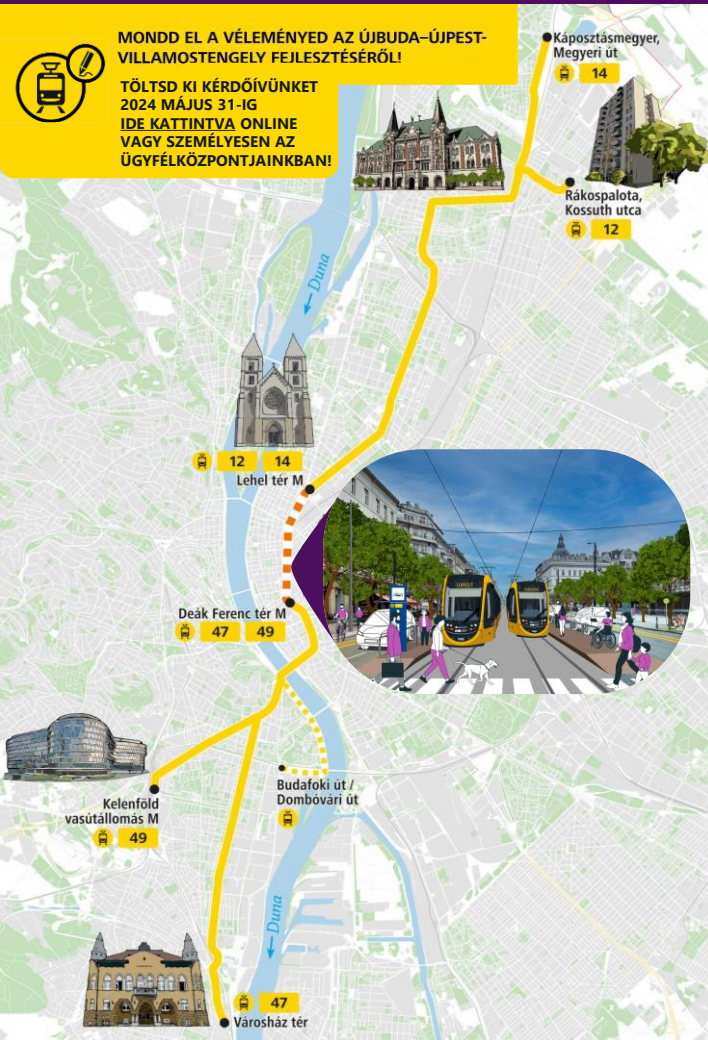 MONDD EL A VÉLEMÉNYED AZ ÚJBUDA–ÚJPEST-
VILLAMOSTENGELY FEJLESZTÉSÉRŐL!
TÖLTSD KI KÉRDŐÍVÜNKET
2024 MÁJUS 31-IG
IDE KATTINTVA ONLINE
VAGY SZEMÉLYESEN AZ
ÜGYFÉLKÖZPONTJAINKBAN!
Káposztásmegyer,
Megyeri út
14
Rákospalota,
Kossuth utca
12
← Duna
12 14
Lehel tér M
Deák Ferenc tér M
47 49
Budafoki út /
Dombóvári út
Kelenföld
vasútállomás M
49
← Duna
47
Városház tér